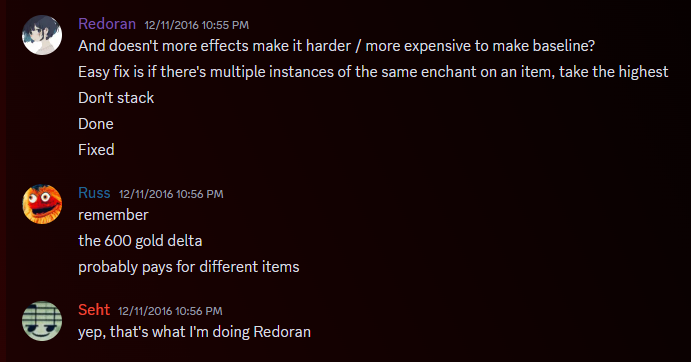 Redoran 12/11/2016 10:55 PM
And doesn't more effects make it harder / more expensive to make baseline?
Easy fix is if there's multiple instances of the same enchant on an item, take the highest
Don't stack
Done
Fixed
Russ 12/11/2016 10:56 PM
remember
the 600 gold delta
probably pays for different items
Seht 12/11/2016 10:56 PM
yep, that's what I'm doing Redoran